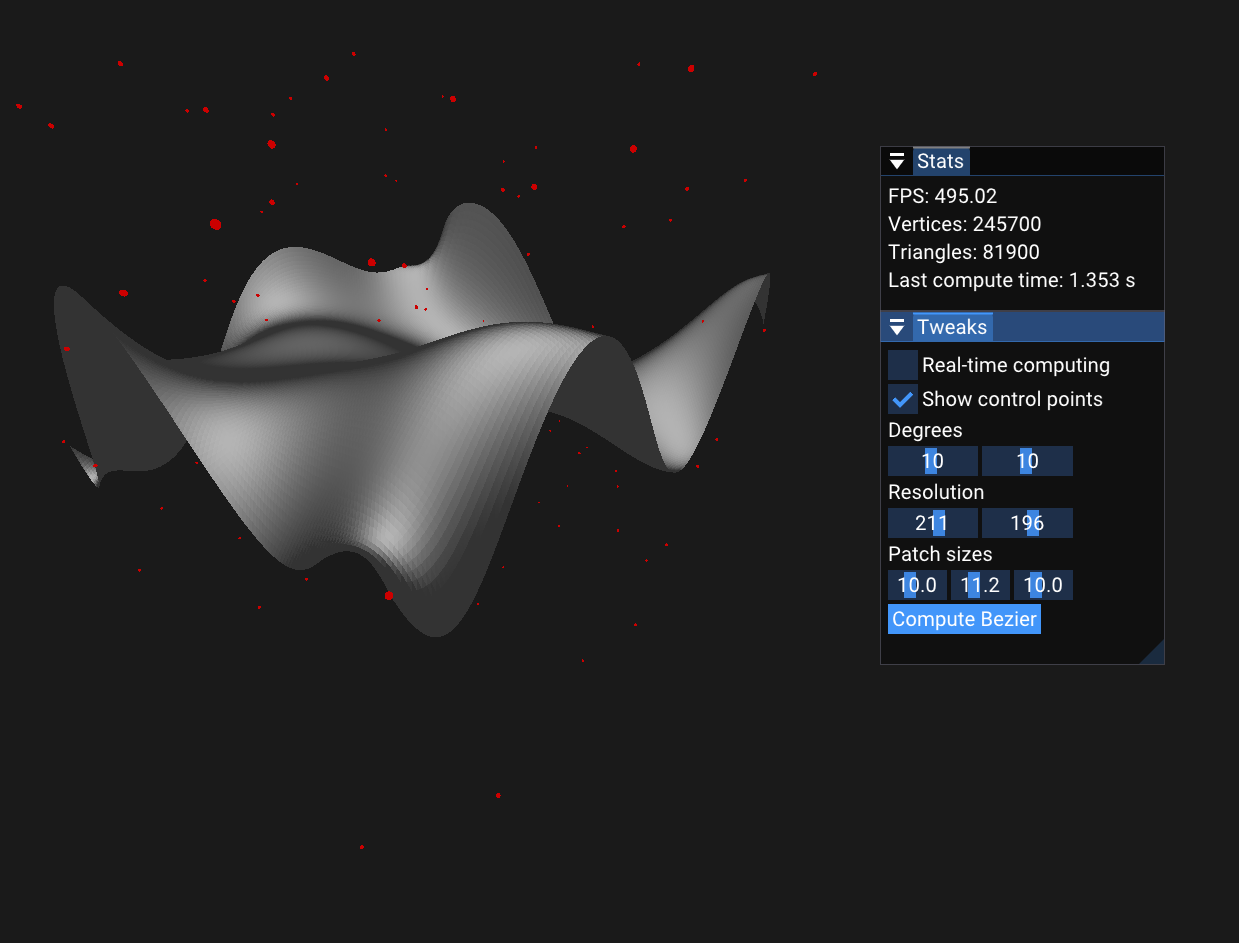 Stats
FPS: 495.02
Vertices: 245700
Triangles: 81900
Last compute time: 1.353 s
Tweaks
Real-time computing
Show control points
Degrees
10 10
Resolution
211 196
Patch sizes
10.0 11.2 10.0
Compute Bezier